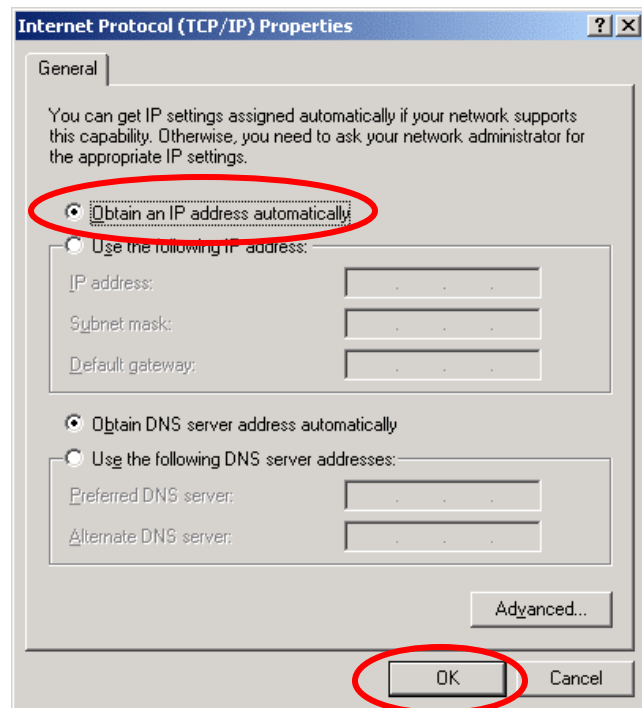 Internet Protocol (TCP/IP) Properties
General
You can get IP settings assigned automatically if your network supports
this capability. Otherwise, you need to ask your network administrator for
the appropriate IP settings.
Obtain an IP address automatically
Use the following IP address:
IP address:
Subnet mask:
Default gateway:
Obtain DNS server address automatically
Use the following DNS server addresses:
Preferred DNS server:
Alternate DNS server:
Advanced...
OK Cancel